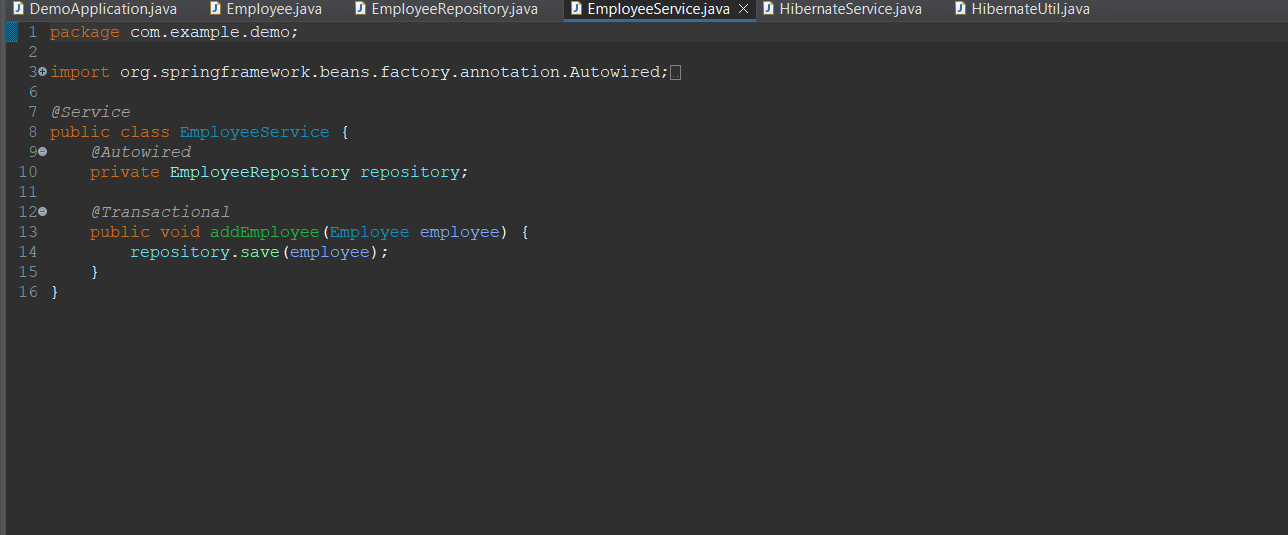 DemoApplication.java Employee.java EmployeeRepository.java EmployeeService.java HibernateService.java HibernateUtil.java
1 package com.example.demo;
2
3 import org.springframework.beans.factory.annotation.Autowired;
6
7 @Service
8 public class EmployeeService {
9 @Autowired
10 private EmployeeRepository repository;
11
12 @Transactional
13 public void addEmployee(Employee employee) {
14 repository.save(employee);
15 }
16 }